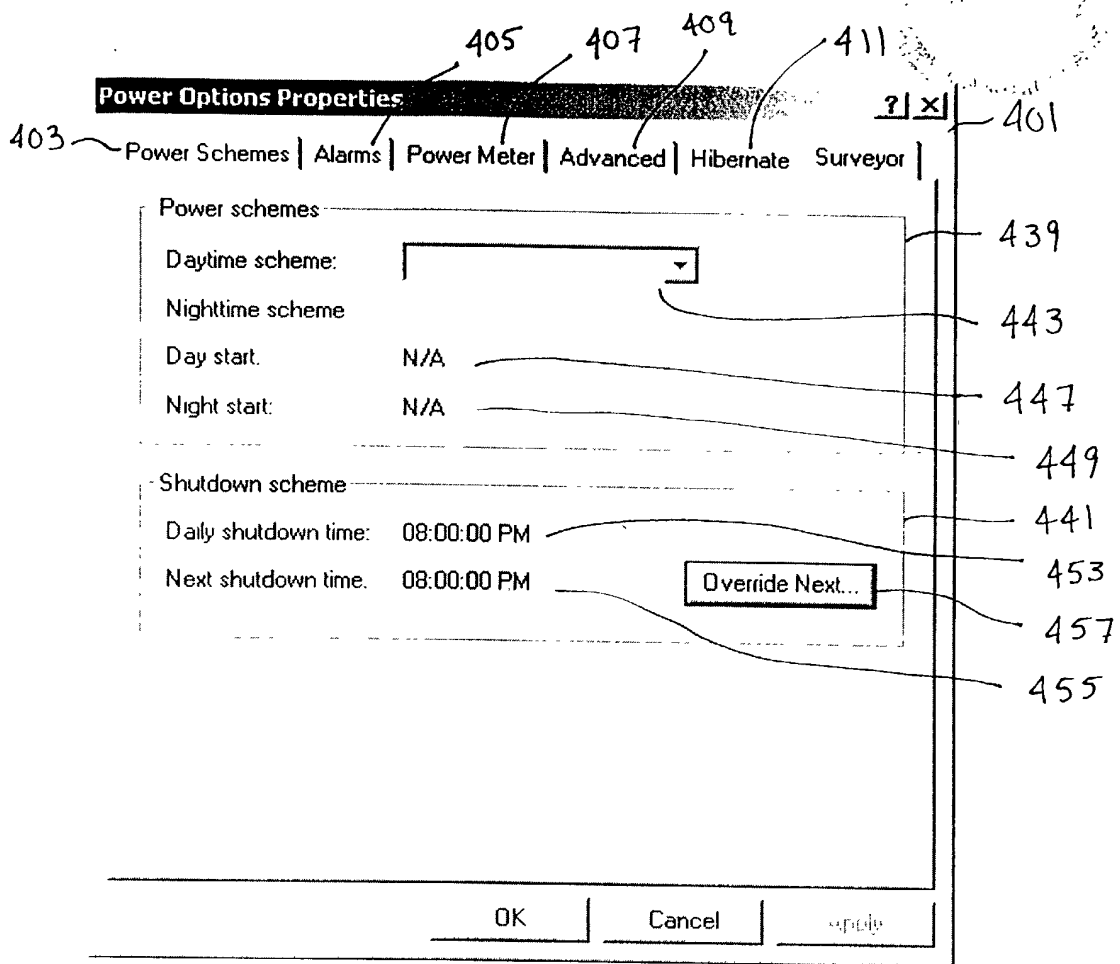 405 407 409 411
Power Options Properties ? X
401
403 Power Schemes Alarms Power Meter Advanced Hibernate Surveyor
Power schemes
439
Daytime scheme:
Nighttime scheme
443
Day start. N/A
447
Night start: N/A
449
Shutdown scheme
441
Daily shutdown time: 08:00:00 PM
453
Next shutdown time. 08:00:00 PM Override Next...
457
455
OK Cancel Apply